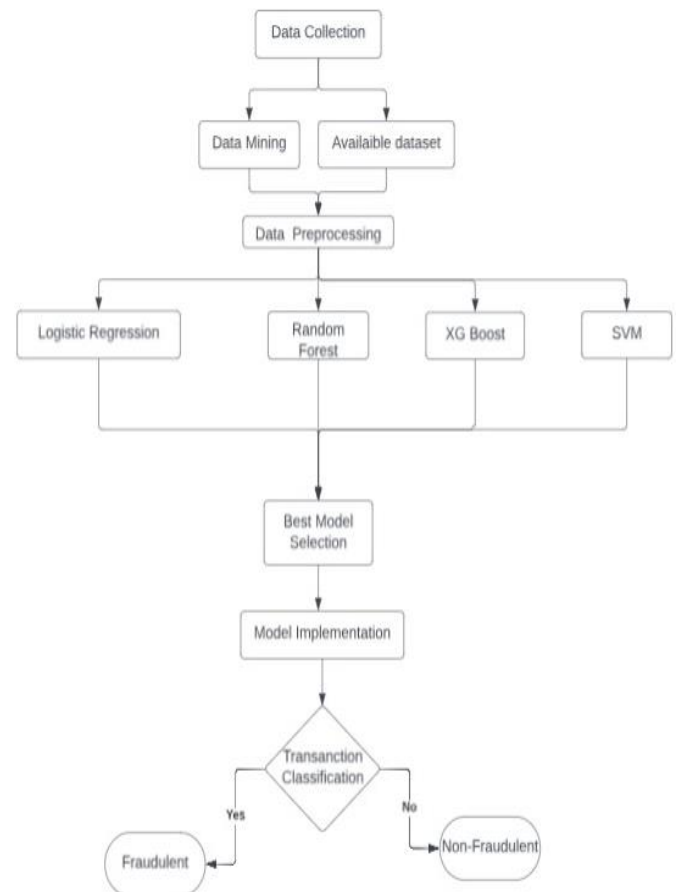 Data Collection
Data Mining
Availaible dataset
Data Preprocessing
Logistic Regression
Random
Forest
XG Boost
SVM
Best Model
Selection
Model Implementation
Transanction
Classification
Yes
No
Fraudulent
Non-Fraudulent